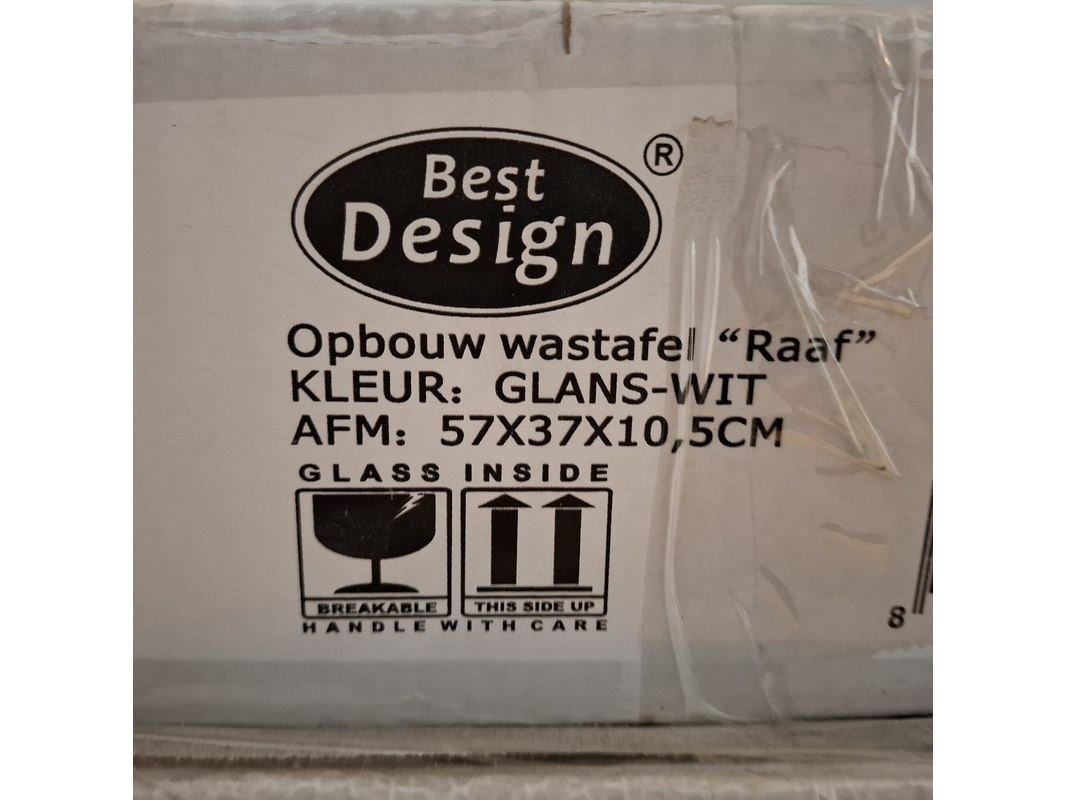 Best
Design
®
Opbouw wastafel “Raaf”
KLEUR: GLANS-WIT
AFM: 57X37X10,5CM
GLASS INSIDE
BREAKABLE
THIS SIDE UP
HANDLE WITH CARE
8